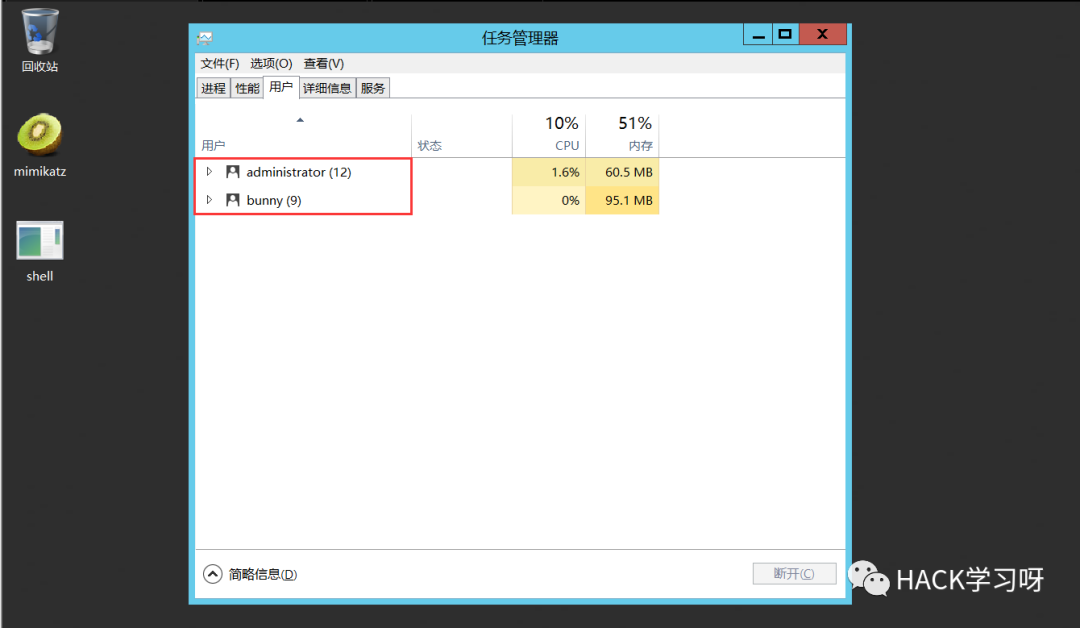 回收站
mimikatz
shell
任务管理器
文件(F) 选项(O) 查看(V)
进程 性能 用户 详细信息 服务
10% 51%
用户 状态 CPU 内存
administrator (12) 1.6% 60.5 MB
bunny (9) 0% 95.1 MB
简略信息(D) 断开(C)
HACK学习呀